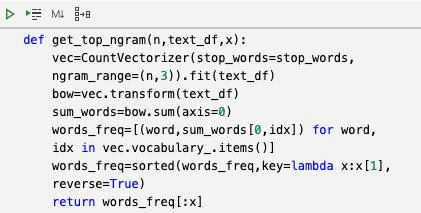 M↓
def get_top_ngram(n,text_df,x):
vec=CountVectorizer(stop_words=stop_words,
ngram_range=(n,3)).fit(text_df)
bow=vec.transform(text_df)
sum_words=bow.sum(axis=0)
words_freq=[(word,sum_words[0,idx]) for word,
idx in vec.vocabulary_.items()]
words_freq=sorted(words_freq,key=lambda x:x[1],
reverse=True)
return words_freq[:x]